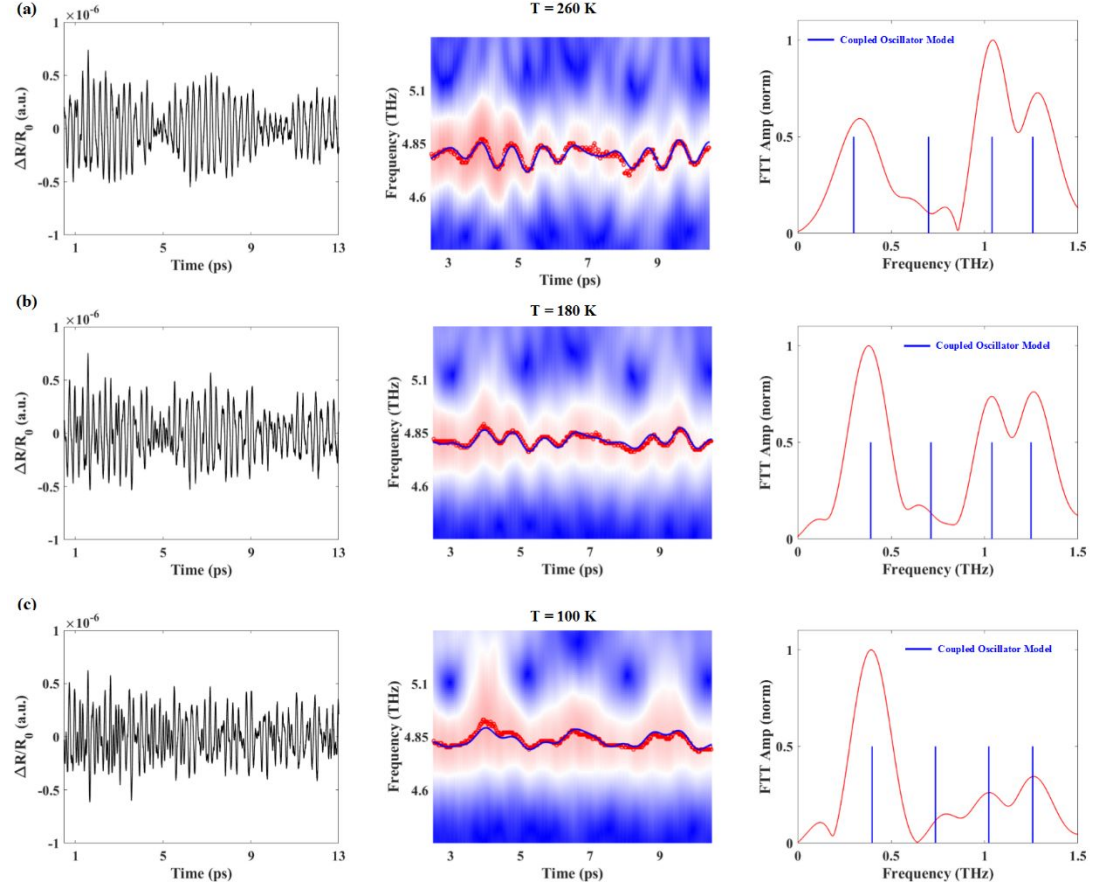 (a)
×10⁻⁶
1
0.5
0
-0.5
-1
ΔR/R₀ (a.u.)
1 5 9 13
Time (ps)
T = 260 K
5.1
4.85
4.6
Frequency (THz)
3 5 7 9
Time (ps)
Coupled Oscillator Model
1
0.5
0
FTT Amp (norm)
0 0.5 1 1.5
Frequency (THz)
(b)
×10⁻⁶
1
0.5
0
-0.5
-1
ΔR/R₀ (a.u.)
1 5 9 13
Time (ps)
T = 180 K
5.1
4.85
4.6
Frequency (THz)
3 5 7 9
Time (ps)
Coupled Oscillator Model
1
0.5
0
FTT Amp (norm)
0 0.5 1 1.5
Frequency (THz)
(c)
×10⁻⁶
1
0.5
0
-0.5
-1
ΔR/R₀ (a.u.)
1 5 9 13
Time (ps)
T = 100 K
5.1
4.85
4.6
Frequency (THz)
3 5 7 9
Time (ps)
Coupled Oscillator Model
1
0.5
0
FTT Amp (norm)
0 0.5 1 1.5
Frequency (THz)